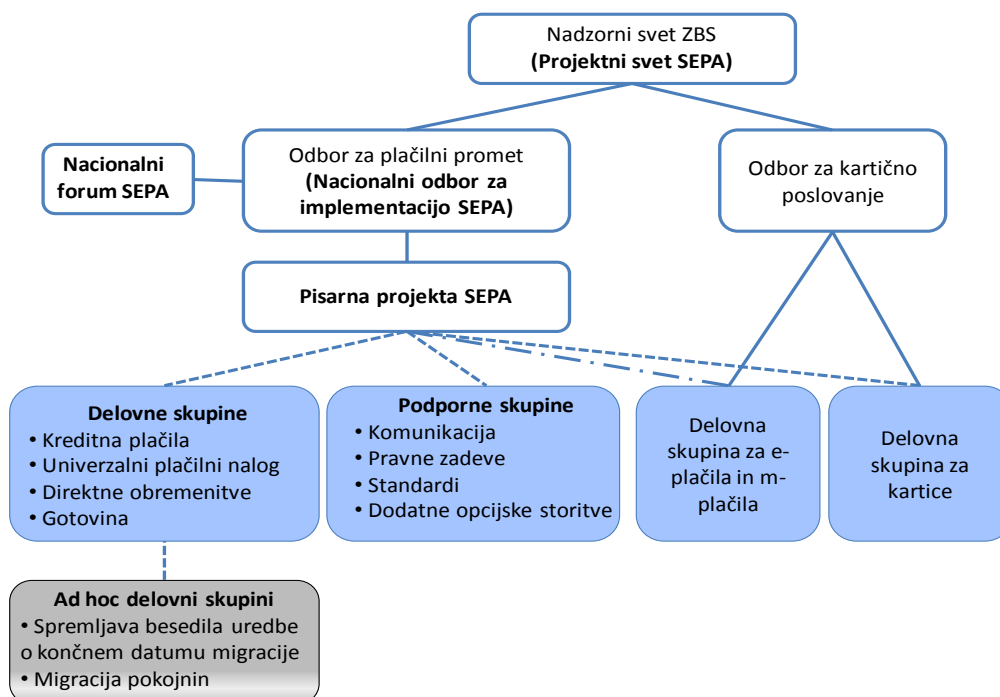 Nadzorni svet ZBS
(Projektni svet SEPA)
Nacionalni
forum SEPA
Odbor za plačilni promet
(Nacionalni odbor za
implementacijo SEPA)
Odbor za kartično
poslovanje
Pisarna projekta SEPA
Delovne skupine
• Kreditna plačila
• Univerzalni plačilni nalog
• Direktne obremenitve
• Gotovina
Podporne skupine
• Komunikacija
• Pravne zadeve
• Standardi
• Dodatne opcijske storitve
Delovna
skupina za e-
plačila in m-
plačila
Delovna
skupina za
kartice
Ad hoc delovni skupini
• Spremljava besedila uredbe
o končnem datumu migracije
• Migracija pokojnin